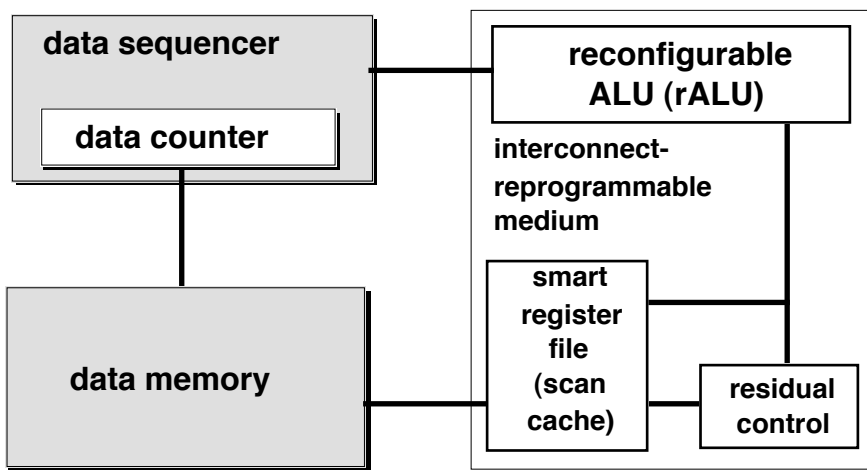 data sequencer
data counter
data memory
reconfigurable
ALU (rALU)
interconnect-
reprogrammable
medium
smart
register
file
(scan
cache)
residual
control